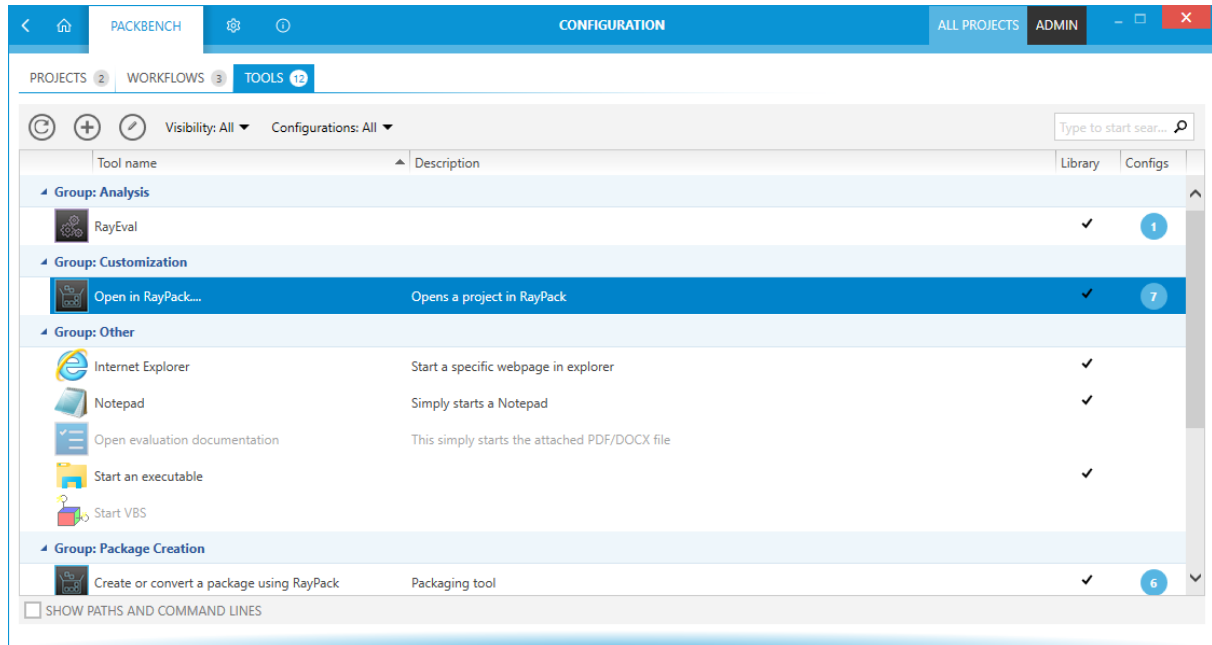 PACKBENCH CONFIGURATION ALL PROJECTS ADMIN
PROJECTS 2 WORKFLOWS 3 TOOLS 12
Visibility: All Configurations: All Type to start sear...
Tool name Description Library Configs
Group: Analysis
RayEval 1
Group: Customization
Open in RayPack.... Opens a project in RayPack 7
Group: Other
Internet Explorer Start a specific webpage in explorer
Notepad Simply starts a Notepad
Open evaluation documentation This simply starts the attached PDF/DOCX file
Start an executable
Start VBS
Group: Package Creation
Create or convert a package using RayPack Packaging tool 6
SHOW PATHS AND COMMAND LINES